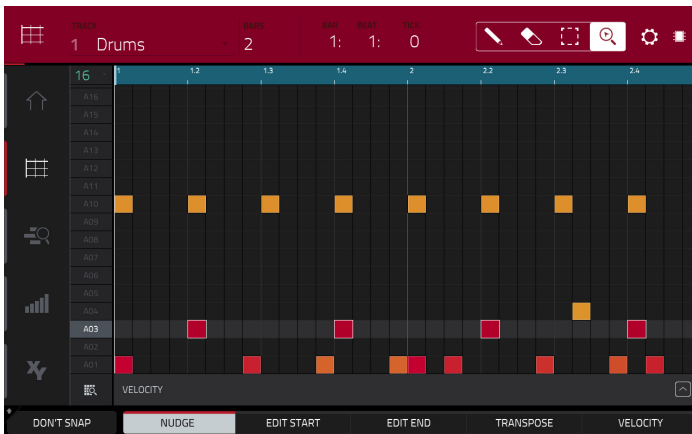 TRACK BARS BAR BEAT TICK
1 Drums 2 1: 1: 0
16 1 1.2 1.3 1.4 2 2.2 2.3 2.4
A16
A15
A14
A13
A12
A11
A10
A09
A08
A07
A06
A05
A04
A03
A02
A01
XY
VELOCITY
DON'T SNAP NUDGE EDIT START EDIT END TRANSPOSE VELOCITY